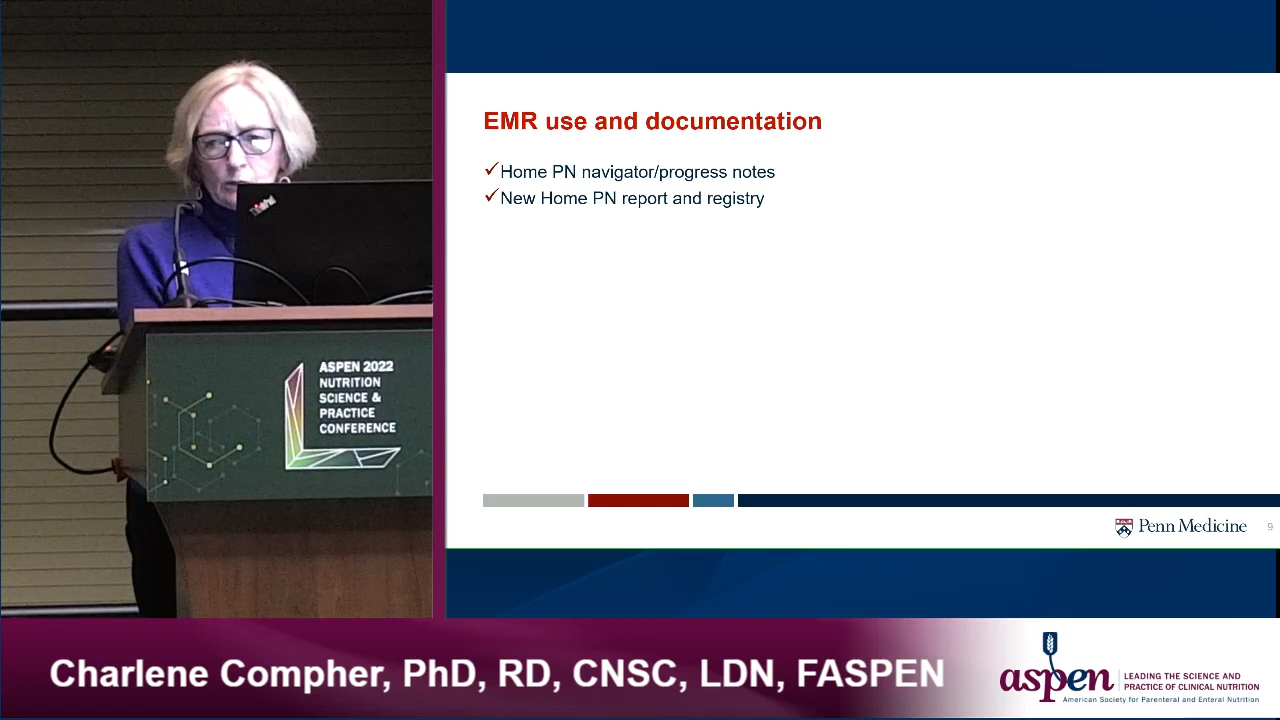 EMR use and documentation
✓Home PN navigator/progress notes
✓New Home PN report and registry
ASPEN 2022
NUTRITION
SCIENCE &
PRACTICE
CONFERENCE
Penn Medicine
9
Charlene Compher, PhD, RD, CNSC, LDN, FASPEN
aspen
LEADING THE SCIENCE AND
PRACTICE OF CLINICAL NUTRITION
American Society for Parenteral and Enteral Nutrition